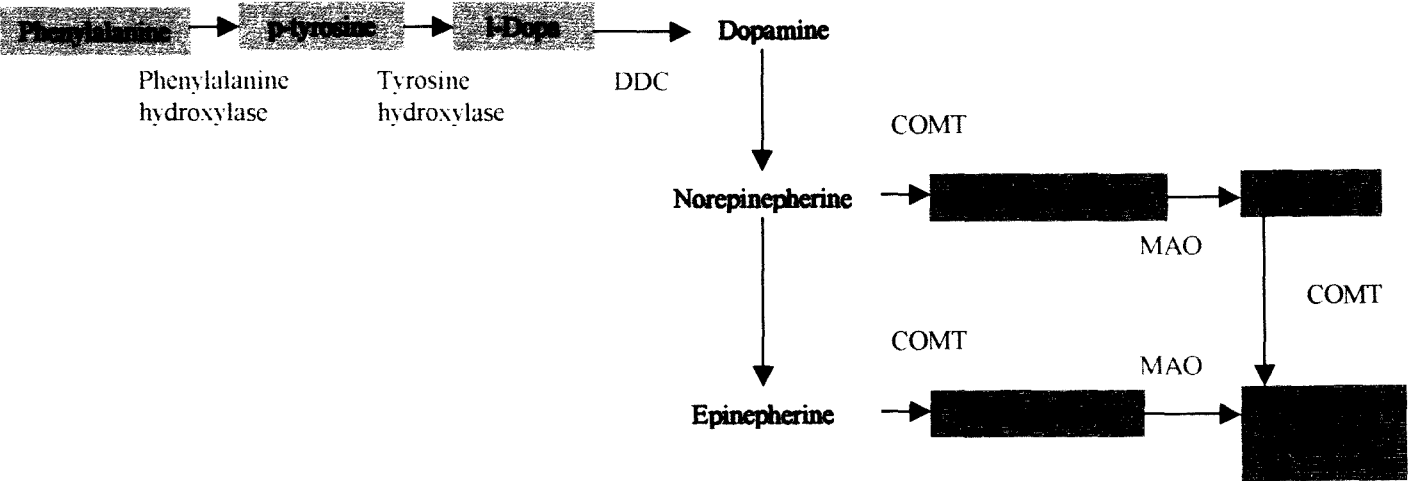 Phenylalanine
p-tyrosine
l-Dopa
Dopamine
Phenylalanine
hydroxylase
Tyrosine
hydroxylase
DDC
COMT
Norepinepherine
MAO
COMT
COMT
MAO
Epinepherine